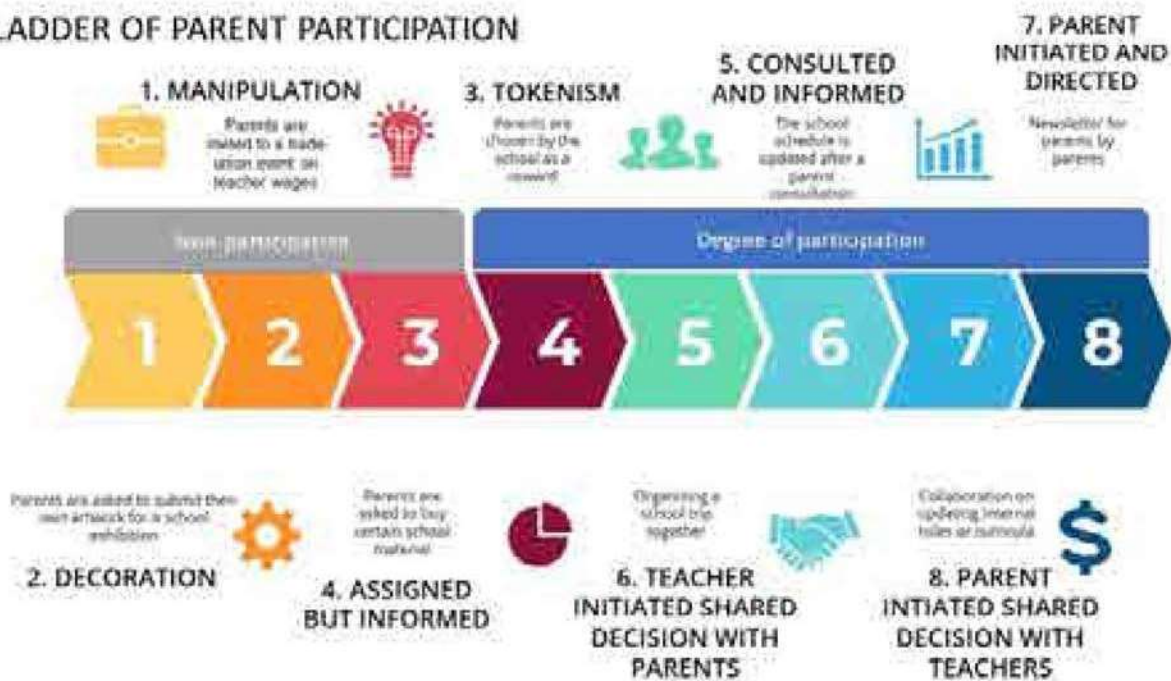 LADDER OF PARENT PARTICIPATION
1. MANIPULATION
Parents are
invited to a trade
union event on
teacher wages
3. TOKENISM
Parents are
chosen by the
school as a
reward
5. CONSULTED
AND INFORMED
The school
schedule is
updated after a
parent
consultation
7. PARENT
INITIATED AND
DIRECTED
Newsletter for
parents by
parents
Non participation
Degree of participation
1 2 3 4 5 6 7 8
Parents are asked to submit their
own artwork for a school
exhibition
2. DECORATION
Parents are
asked to buy
certain school
material
4. ASSIGNED
BUT INFORMED
Organising a
school trip
together
6. TEACHER
INITIATED SHARED
DECISION WITH
PARENTS
Collaboration on
updating internal
rules or curricula
8. PARENT
INTIATED SHARED
DECISION WITH
TEACHERS